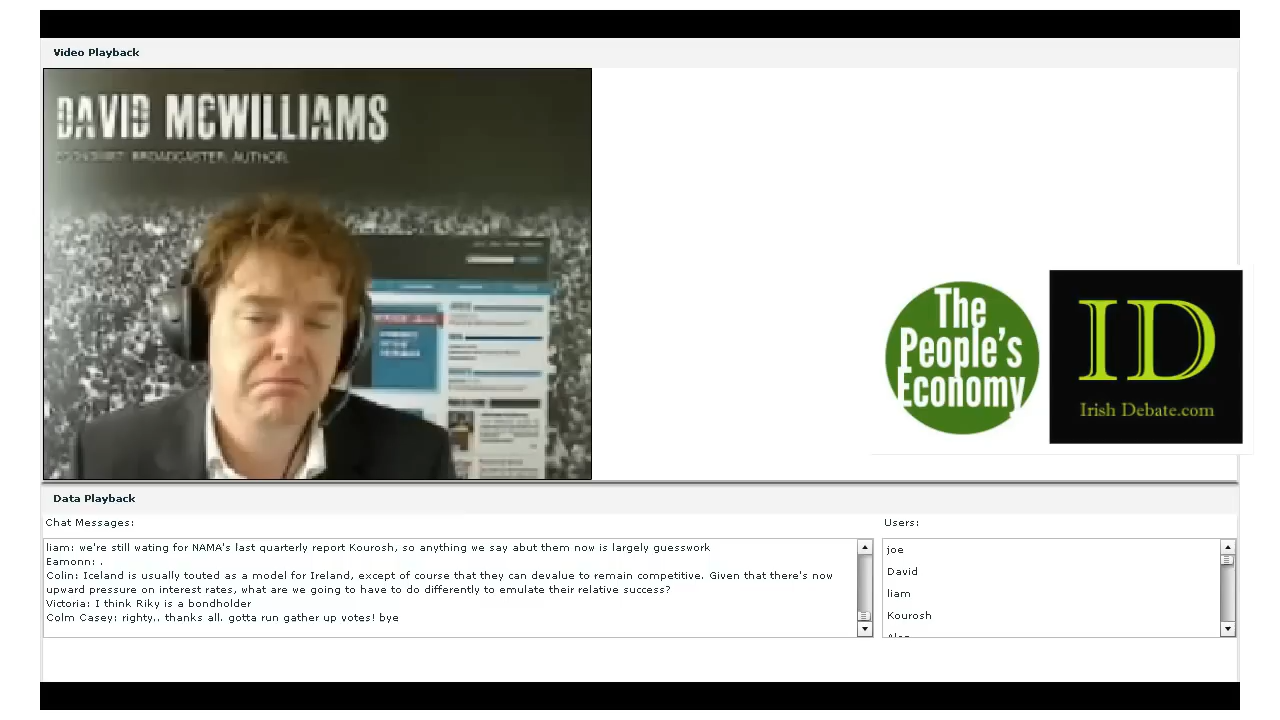 Video Playback
DAVID MCWILLIAMS
BROADCASTER. AUTHOR.
The
People's
Economy
ID
Irish Debate.com
Data Playback
Chat Messages:
Users:
liam: we're still wating for NAMA's last quarterly report Kourosh, so anything we say abut them now is largely guesswork
Eamonn: .
Colin: Iceland is usually touted as a model for Ireland, except of course that they can devalue to remain competitive. Given that there's now
upward pressure on interest rates, what are we going to have to do differently to emulate their relative success?
Victoria: I think Riky is a bondholder
Colm Casey: righty.. thanks all. gotta run gather up votes! bye
joe
David
liam
Kourosh